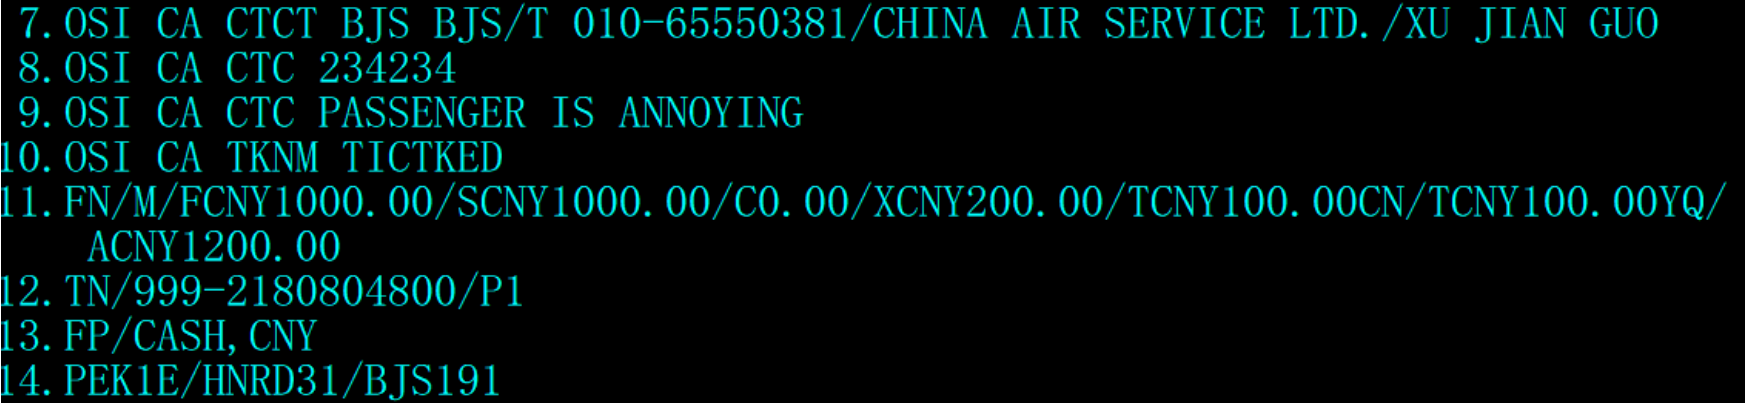 7.OSI CA CTCT BJS BJS/T 010-65550381/CHINA AIR SERVICE LTD./XU JIAN GUO
8.OSI CA CTC 234234
9.OSI CA CTC PASSENGER IS ANNOYING
10.OSI CA TKNM TICTKED
11.FN/M/FCNY1000.00/SCNY1000.00/C0.00/XCNY200.00/TCNY100.00CN/TCNY100.00YQ/
ACNY1200.00
12.TN/999-2180804800/P1
13.FP/CASH,CNY
14.PEK1E/HNRD31/BJS191